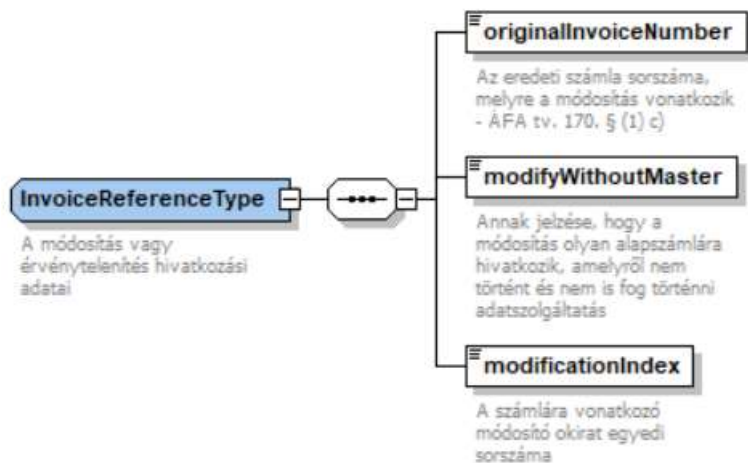 originalInvoiceNumber
Az eredeti számla sorszáma,
melyre a módosítás vonatkozik
- ÁFA tv. 170. § (1) c)
InvoiceReferenceType
A módosítás vagy
érvénytelenítés hivatkozási
adatai
modifyWithoutMaster
Annak jelzése, hogy a
módosítás olyan alapszámlára
hivatkozik, amelyről nem
történt és nem is fog történni
adatszolgáltatás
modificationIndex
A számlára vonatkozó
módosító okirat egyedi
sorszáma